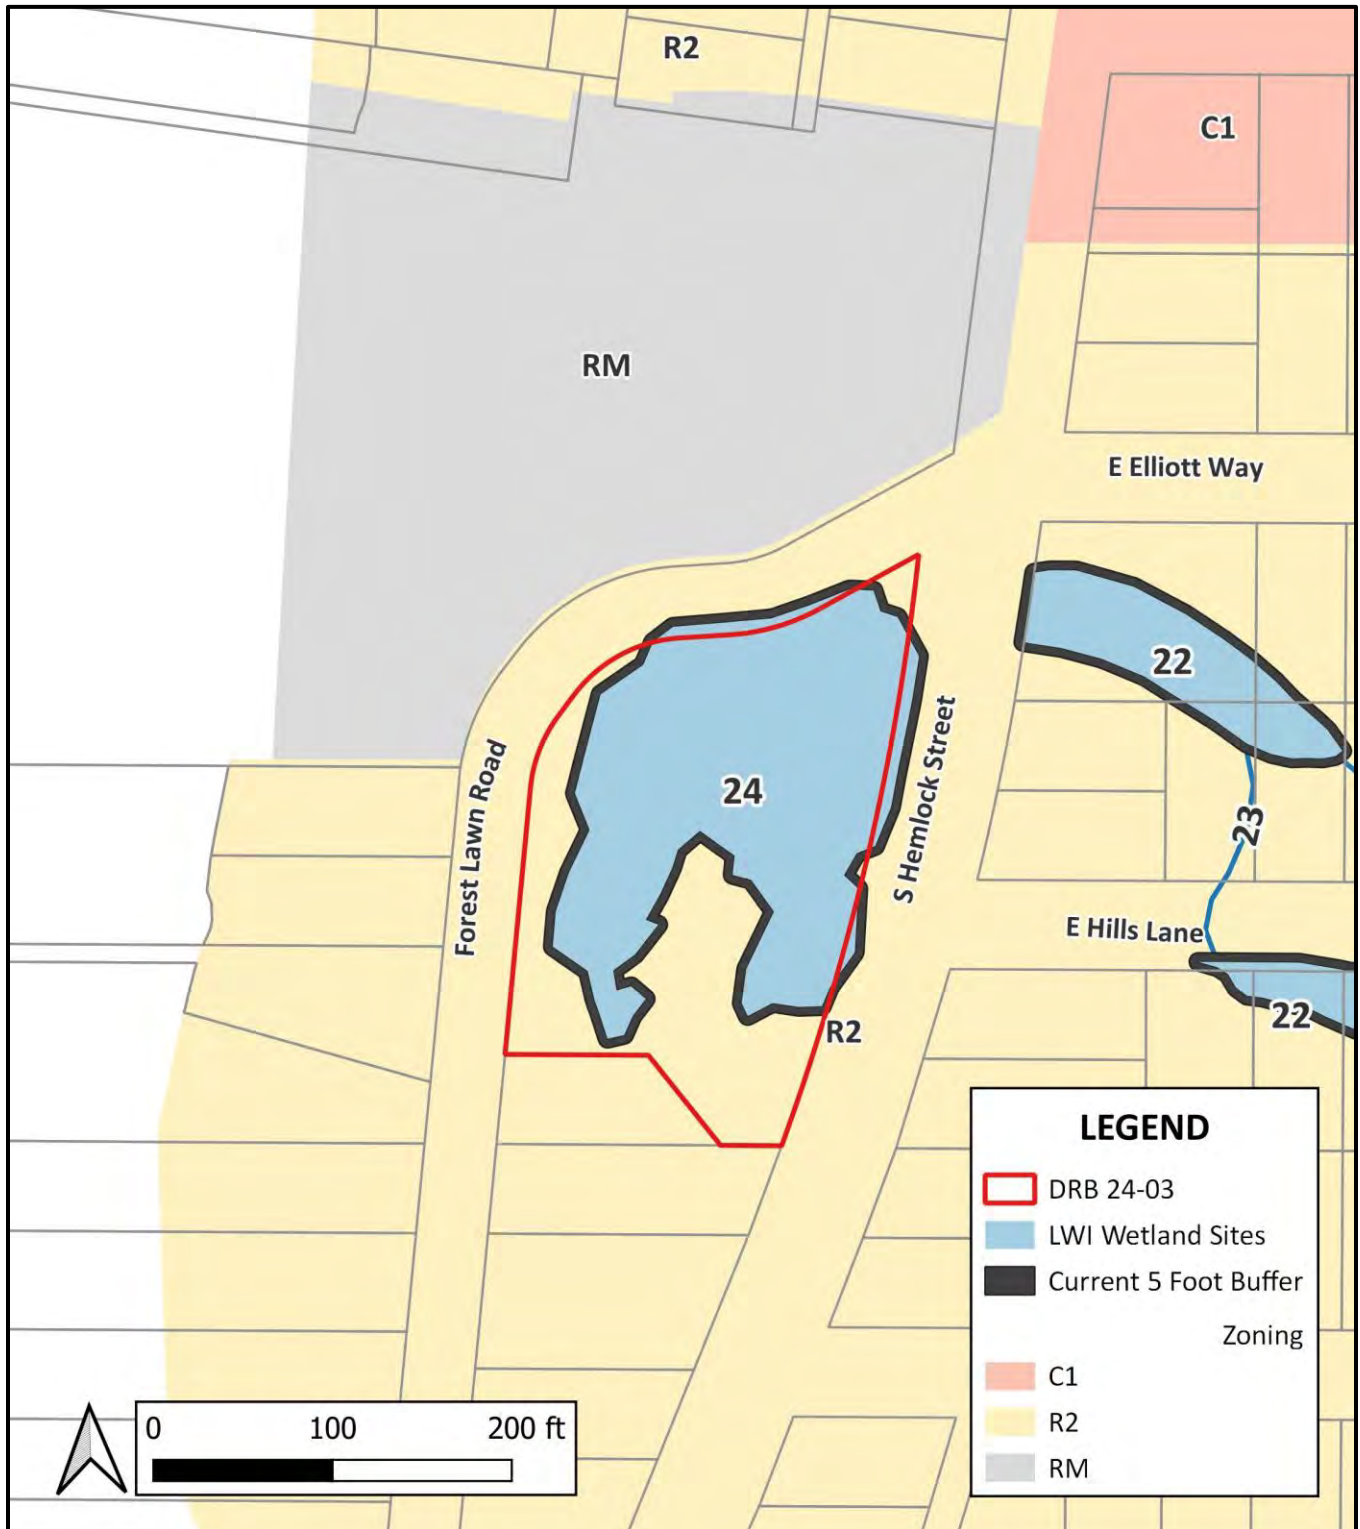 R2
C1
RM
E Elliott Way
22
24
S Hemlock Street
Forest Lawn Road
23
E Hills Lane
22
R2
LEGEND
DRB 24-03
LWI Wetland Sites
Current 5 Foot Buffer
Zoning
C1
R2
RM
0 100 200 ft